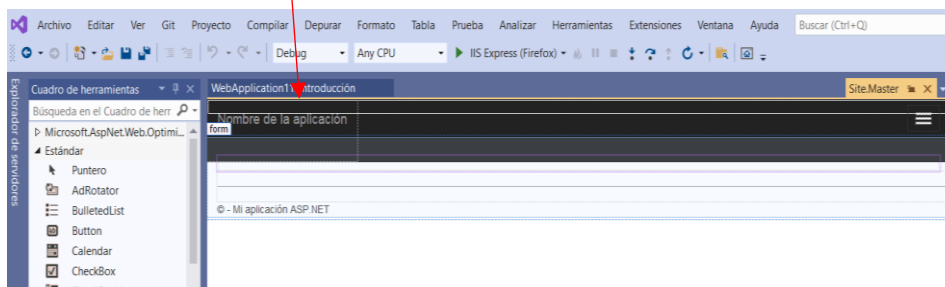 Archivo Editar Ver Git Proyecto Compilar Depurar Formato Tabla Prueba Analizar Herramientas Extensiones Ventana Ayuda Buscar (Ctrl+Q)
Debug Any CPU IIS Express (Firefox)
Explorador de servidores
Cuadro de herramientas WebApplication11 Introducción Site.Master
Búsqueda en el Cuadro de herr
form
Nombre de la aplicación
Microsoft.AspNet.Web.Optimi...
Estándar
Puntero
AdRotator
BulletedList
© - Mi aplicación ASP.NET
Button
Calendar
CheckBox